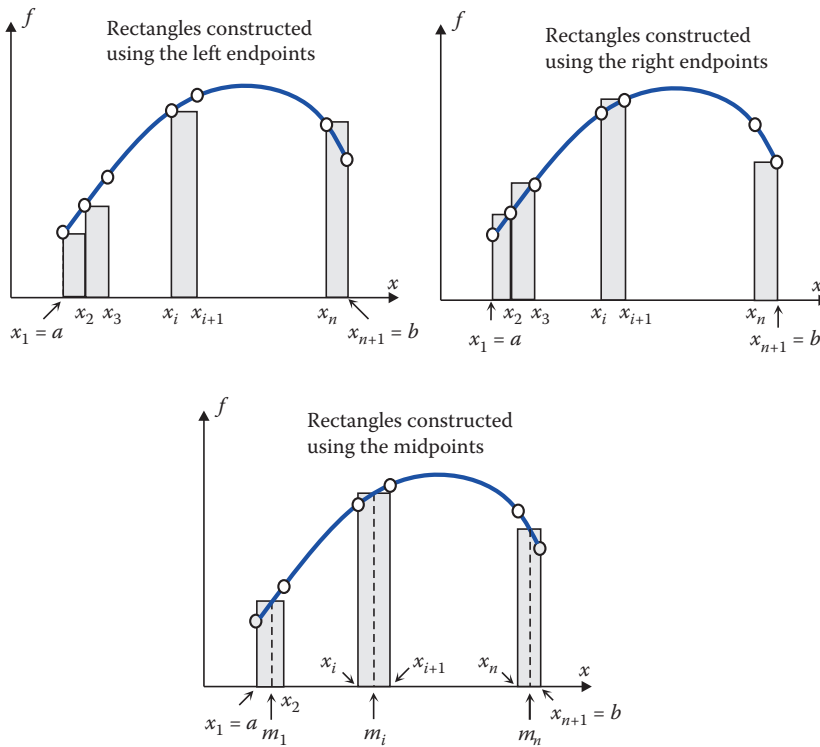 f
Rectangles constructed
using the left endpoints
x
x₂ x₃ xᵢ xᵢ₊₁ xₙ
x₁ = a xₙ₊₁ = b
f
Rectangles constructed
using the right endpoints
x
x₂ x₃ xᵢ xᵢ₊₁ xₙ
x₁ = a xₙ₊₁ = b
f
Rectangles constructed
using the midpoints
x
xᵢ xᵢ₊₁ xₙ
x₁ = a x₂ xₙ₊₁ = b
m₁ mᵢ mₙ